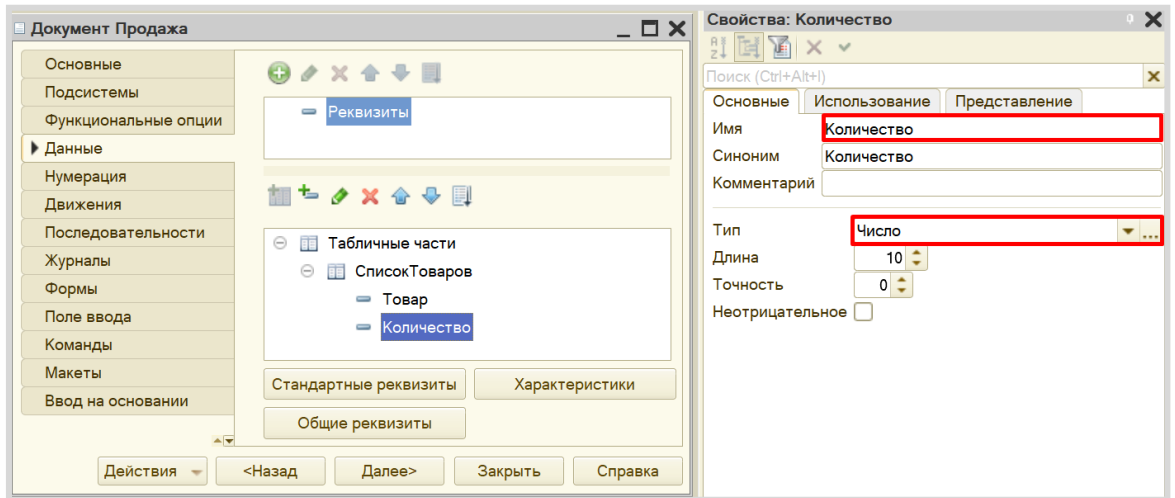 Документ Продажа
Основные
Подсистемы
Функциональные опции
Данные
Нумерация
Движения
Последовательности
Журналы
Формы
Поле ввода
Команды
Макеты
Ввод на основании
Реквизиты
Табличные части
СписокТоваров
Товар
Количество
Стандартные реквизиты
Характеристики
Общие реквизиты
Действия
<Назад
Далее>
Закрыть
Справка
Свойства: Количество
Поиск (Ctrl+Alt+I)
Основные
Использование
Представление
Имя
Количество
Синоним
Количество
Комментарий
Тип
Число
...
Длина
10
Точность
0
Неотрицательное